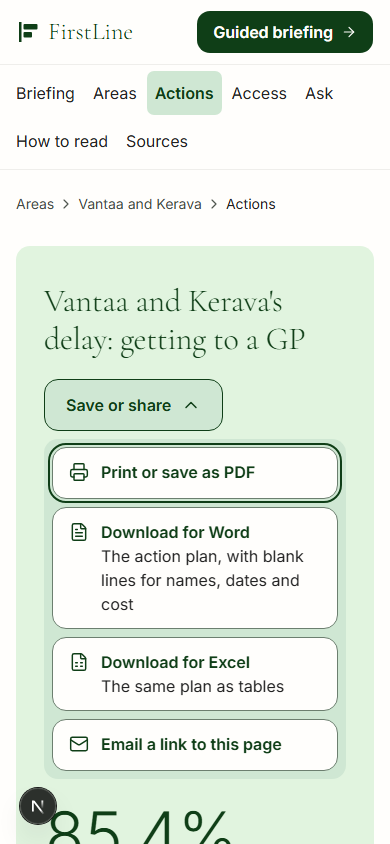 FirstLine
Guided briefing
Briefing Areas Actions Access Ask
How to read Sources
Areas > Vantaa and Kerava > Actions
Vantaa and Kerava's
delay: getting to a GP
Save or share
Print or save as PDF
Download for Word
The action plan, with blank
lines for names, dates and
cost
Download for Excel
The same plan as tables
Email a link to this page
N
85.4%